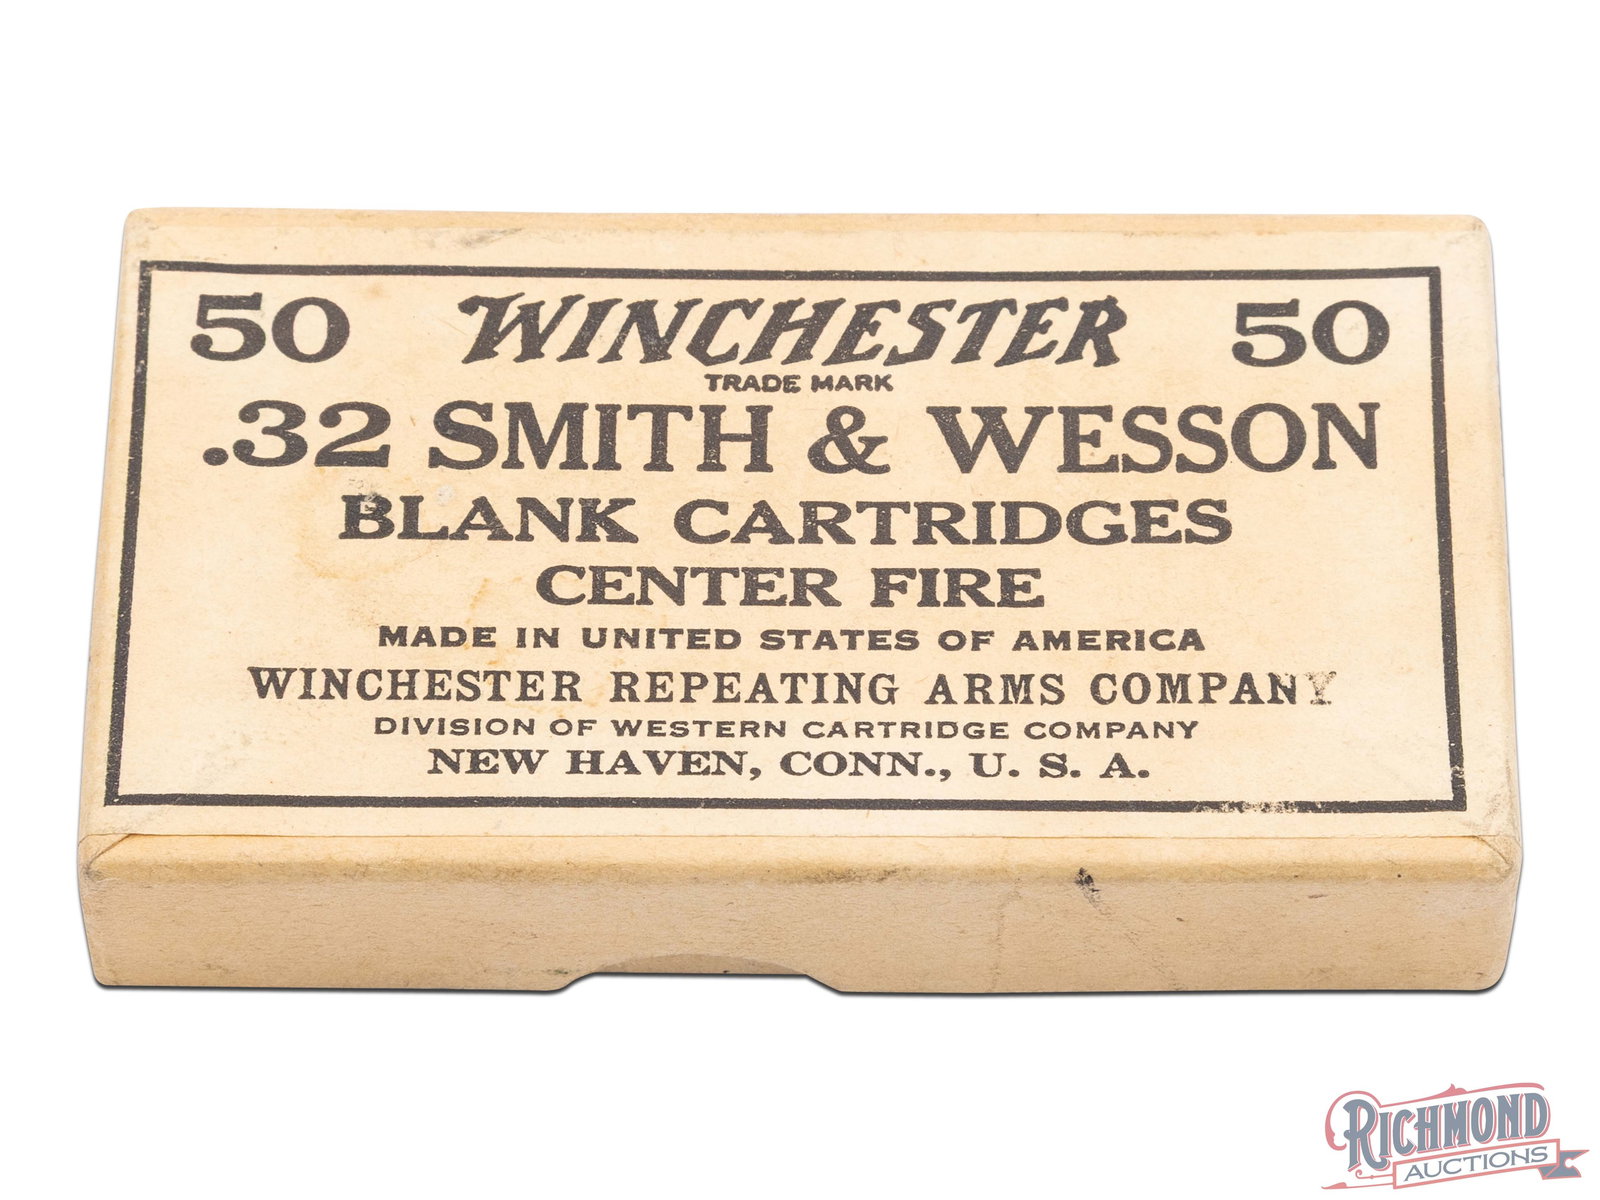 50 WINCHESTER 50
TRADE MARK
.32 SMITH & WESSON
BLANK CARTRIDGES
CENTER FIRE
MADE IN UNITED STATES OF AMERICA
WINCHESTER REPEATING ARMS COMPANY
DIVISION OF WESTERN CARTRIDGE COMPANY
NEW HAVEN, CONN., U. S. A.
RICHMOND
AUCTIONS